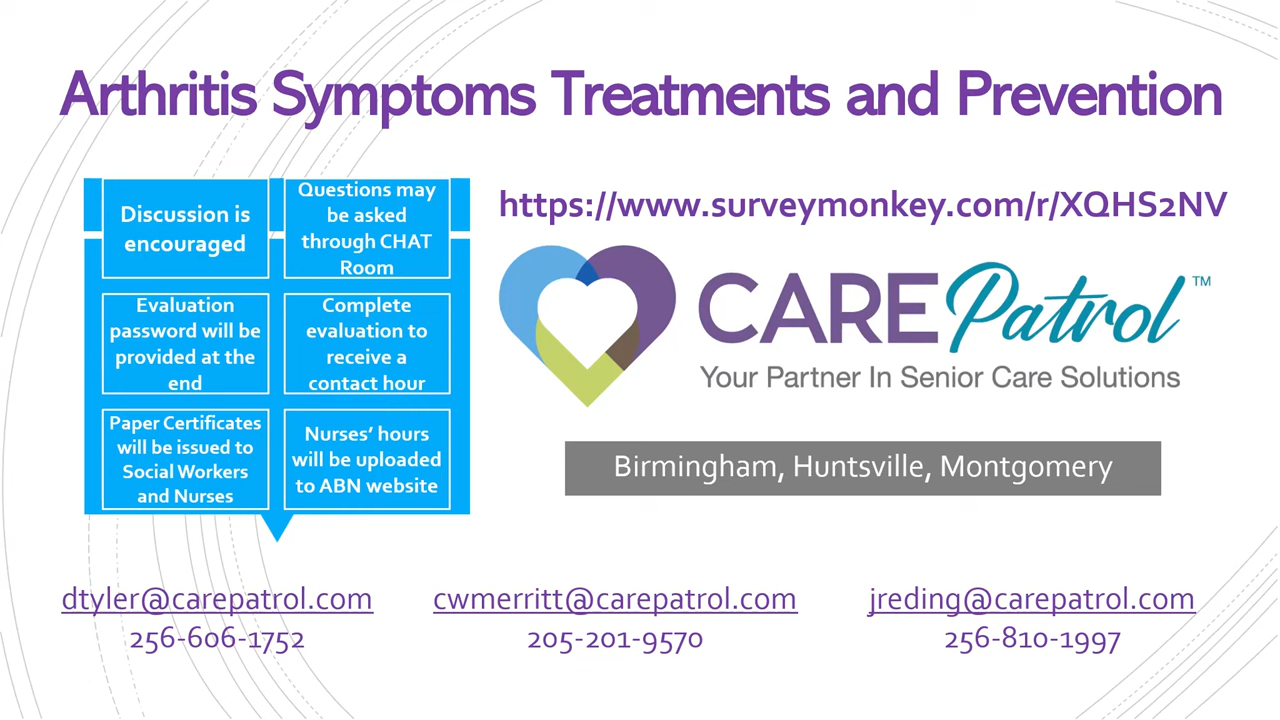 Arthritis Symptoms Treatments and Prevention
Discussion is
encouraged
Questions may
be asked
through CHAT
Room
Evaluation
password will be
provided at the
end
Complete
evaluation to
receive a
contact hour
Paper Certificates
will be issued to
Social Workers
and Nurses
Nurses’ hours
will be uploaded
to ABN website
https://www.surveymonkey.com/r/XQHS2NV
CAREPatrol™
Your Partner In Senior Care Solutions
Birmingham, Huntsville, Montgomery
dtyler@carepatrol.com
256-606-1752
cwmerritt@carepatrol.com
205-201-9570
jreding@carepatrol.com
256-810-1997